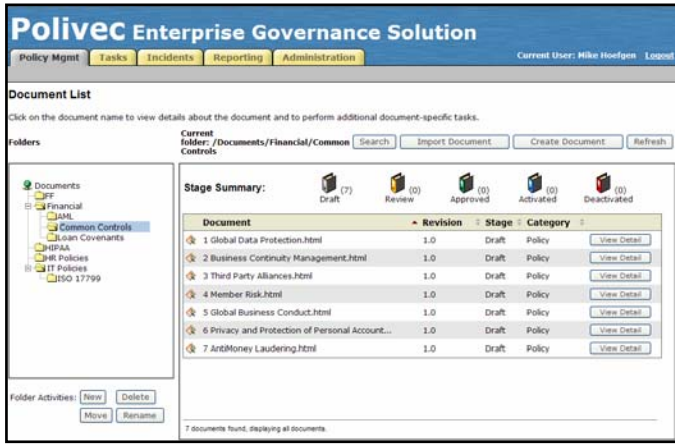 Polivec Enterprise Governance Solution
Policy Mgmt Tasks Incidents Reporting Administration
Current User: Mike Hoefgen Logout
Document List
Click on the document name to view details about the document and to perform additional document-specific tasks.
Folders
Current
folder: /Documents/Financial/Common
Controls
Search Import Document Create Document Refresh
Documents
FF
Financial
AML
Common Controls
Loan Covenants
HIPAA
HR Policies
IT Policies
ISO 17799
Folder Activities: New Delete
Move Rename
Stage Summary:
(7) (0) (0) (0) (0)
Draft Review Approved Activated Deactivated
Document Revision Stage Category
1 Global Data Protection.html 1.0 Draft Policy View Detail
2 Business Continuity Management.html 1.0 Draft Policy View Detail
3 Third Party Alliances.html 1.0 Draft Policy View Detail
4 Member Risk.html 1.0 Draft Policy View Detail
5 Global Business Conduct.html 1.0 Draft Policy View Detail
6 Privacy and Protection of Personal Account... 1.0 Draft Policy View Detail
7 AntiMoney Laudering.html 1.0 Draft Policy View Detail
7 documents found, displaying all documents.